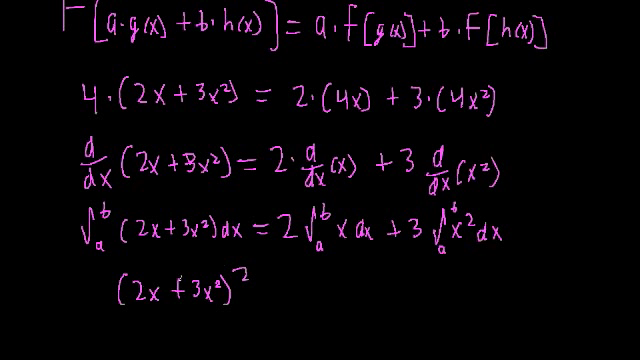 F[a·g(x) + b·h(x)] = a·f[g(x)] + b·F[h(x)]
4·(2x + 3x²) = 2·(4x) + 3·(4x²)
d/dx (2x + 3x²) = 2·d/dx (x) + 3 d/dx (x²)
∫ₐᵇ (2x + 3x²) dx = 2 ∫ₐᵇ x dx + 3 ∫ₐᵇ x² dx
(2x + 3x²)²